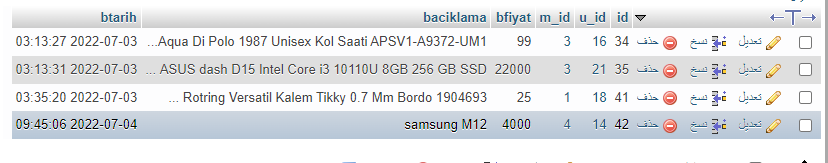 btarih baciklama bfiyat m_id u_id id
03:13:27 2022-07-03 ...Aqua Di Polo 1987 Unisex Kol Saati APSV1-A9372-UM1 99 3 16 34 حذف نسخ تعديل
03:13:31 2022-07-03 ... ASUS dash D15 Intel Core i3 10110U 8GB 256 GB SSD 22000 3 21 35 حذف نسخ تعديل
03:35:20 2022-07-03 ... Rotring Versatil Kalem Tikky 0.7 Mm Bordo 1904693 25 1 18 41 حذف نسخ تعديل
09:45:06 2022-07-04 samsung M12 4000 4 14 42 حذف نسخ تعديل